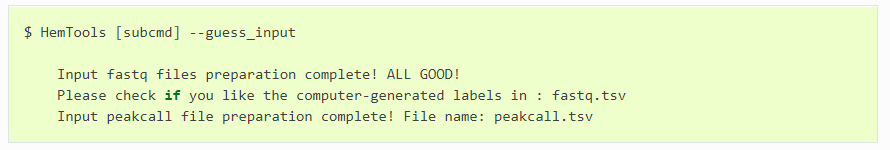 $ HemTools [subcmd] --guess_input
Input fastq files preparation complete! ALL GOOD!
Please check if you like the computer-generated labels in : fastq.tsv
Input peakcall file preparation complete! File name: peakcall.tsv